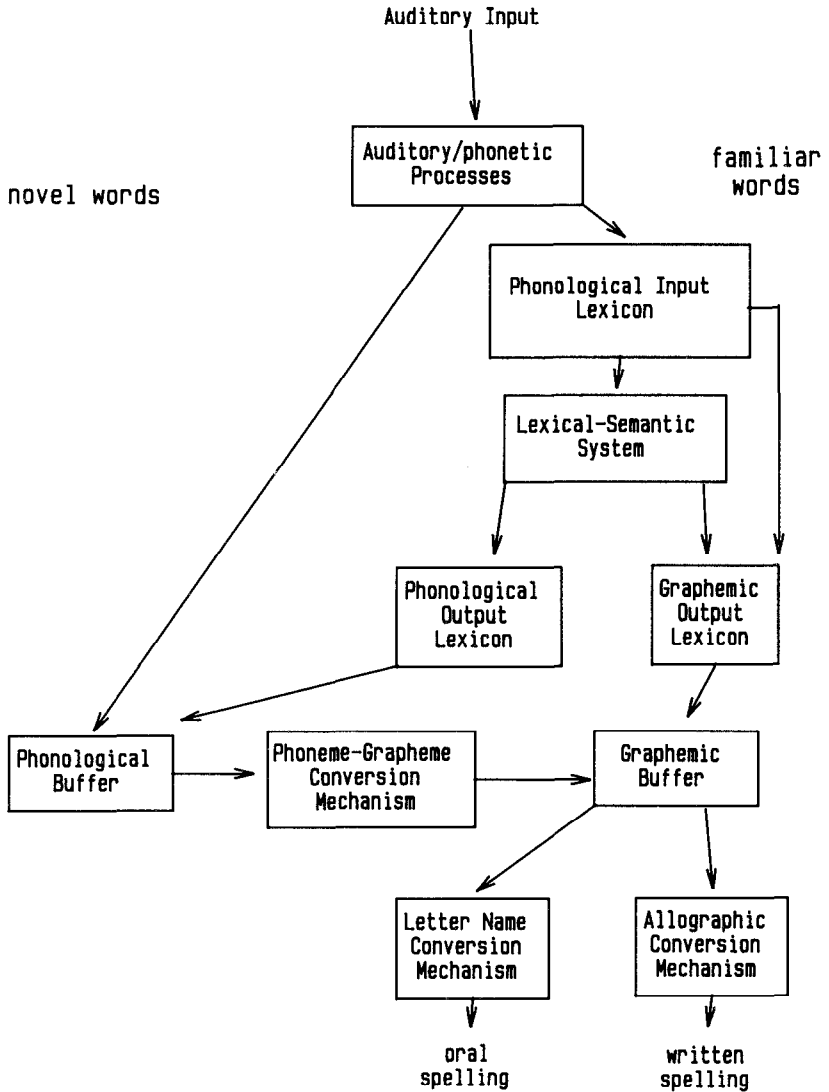 Auditory Input
Auditory/phonetic
Processes
familiar
words
novel words
Phonological Input
Lexicon
Lexical-Semantic
System
Phonological
Output
Lexicon
Graphemic
Output
Lexicon
Phonological
Buffer
Phoneme-Grapheme
Conversion
Mechanism
Graphemic
Buffer
Letter Name
Conversion
Mechanism
Allographic
Conversion
Mechanism
oral
spelling
written
spelling